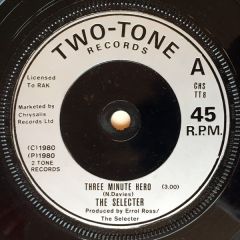 TWO-TONE
RECORDS
A
Licensed
To RAK
CHS
TT8
Marketed by
Chrysalis
Records Ltd
45
R.P.M.
(C)1980
(P)1980
2 TONE
RECORDS
THREE MINUTE HERO (3.00)
(N.Davies)
THE SELECTER
Produced by Errol Ross/
The Selecter